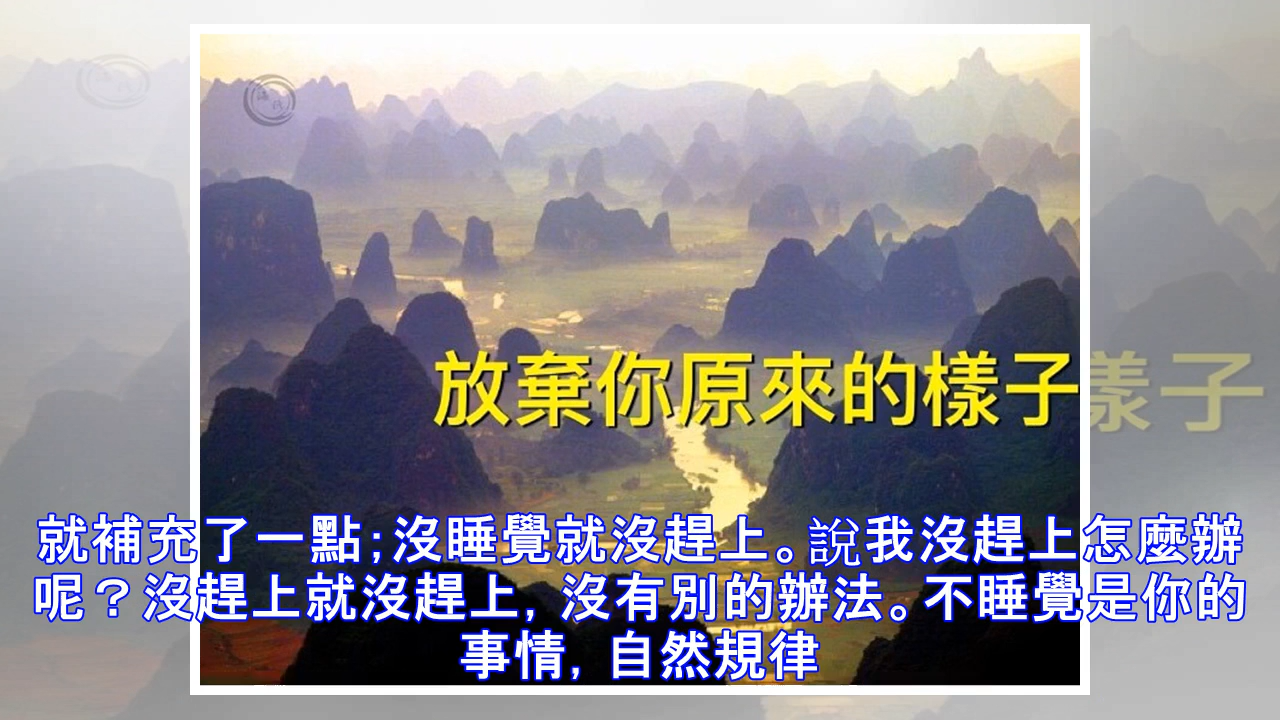 放棄你原來的樣子
樣子
就補充了一點;沒睡覺就沒趕上。說我沒趕上怎麼辦
呢?沒趕上就沒趕上,沒有別的辦法。不睡覺是你的
事情,自然規律